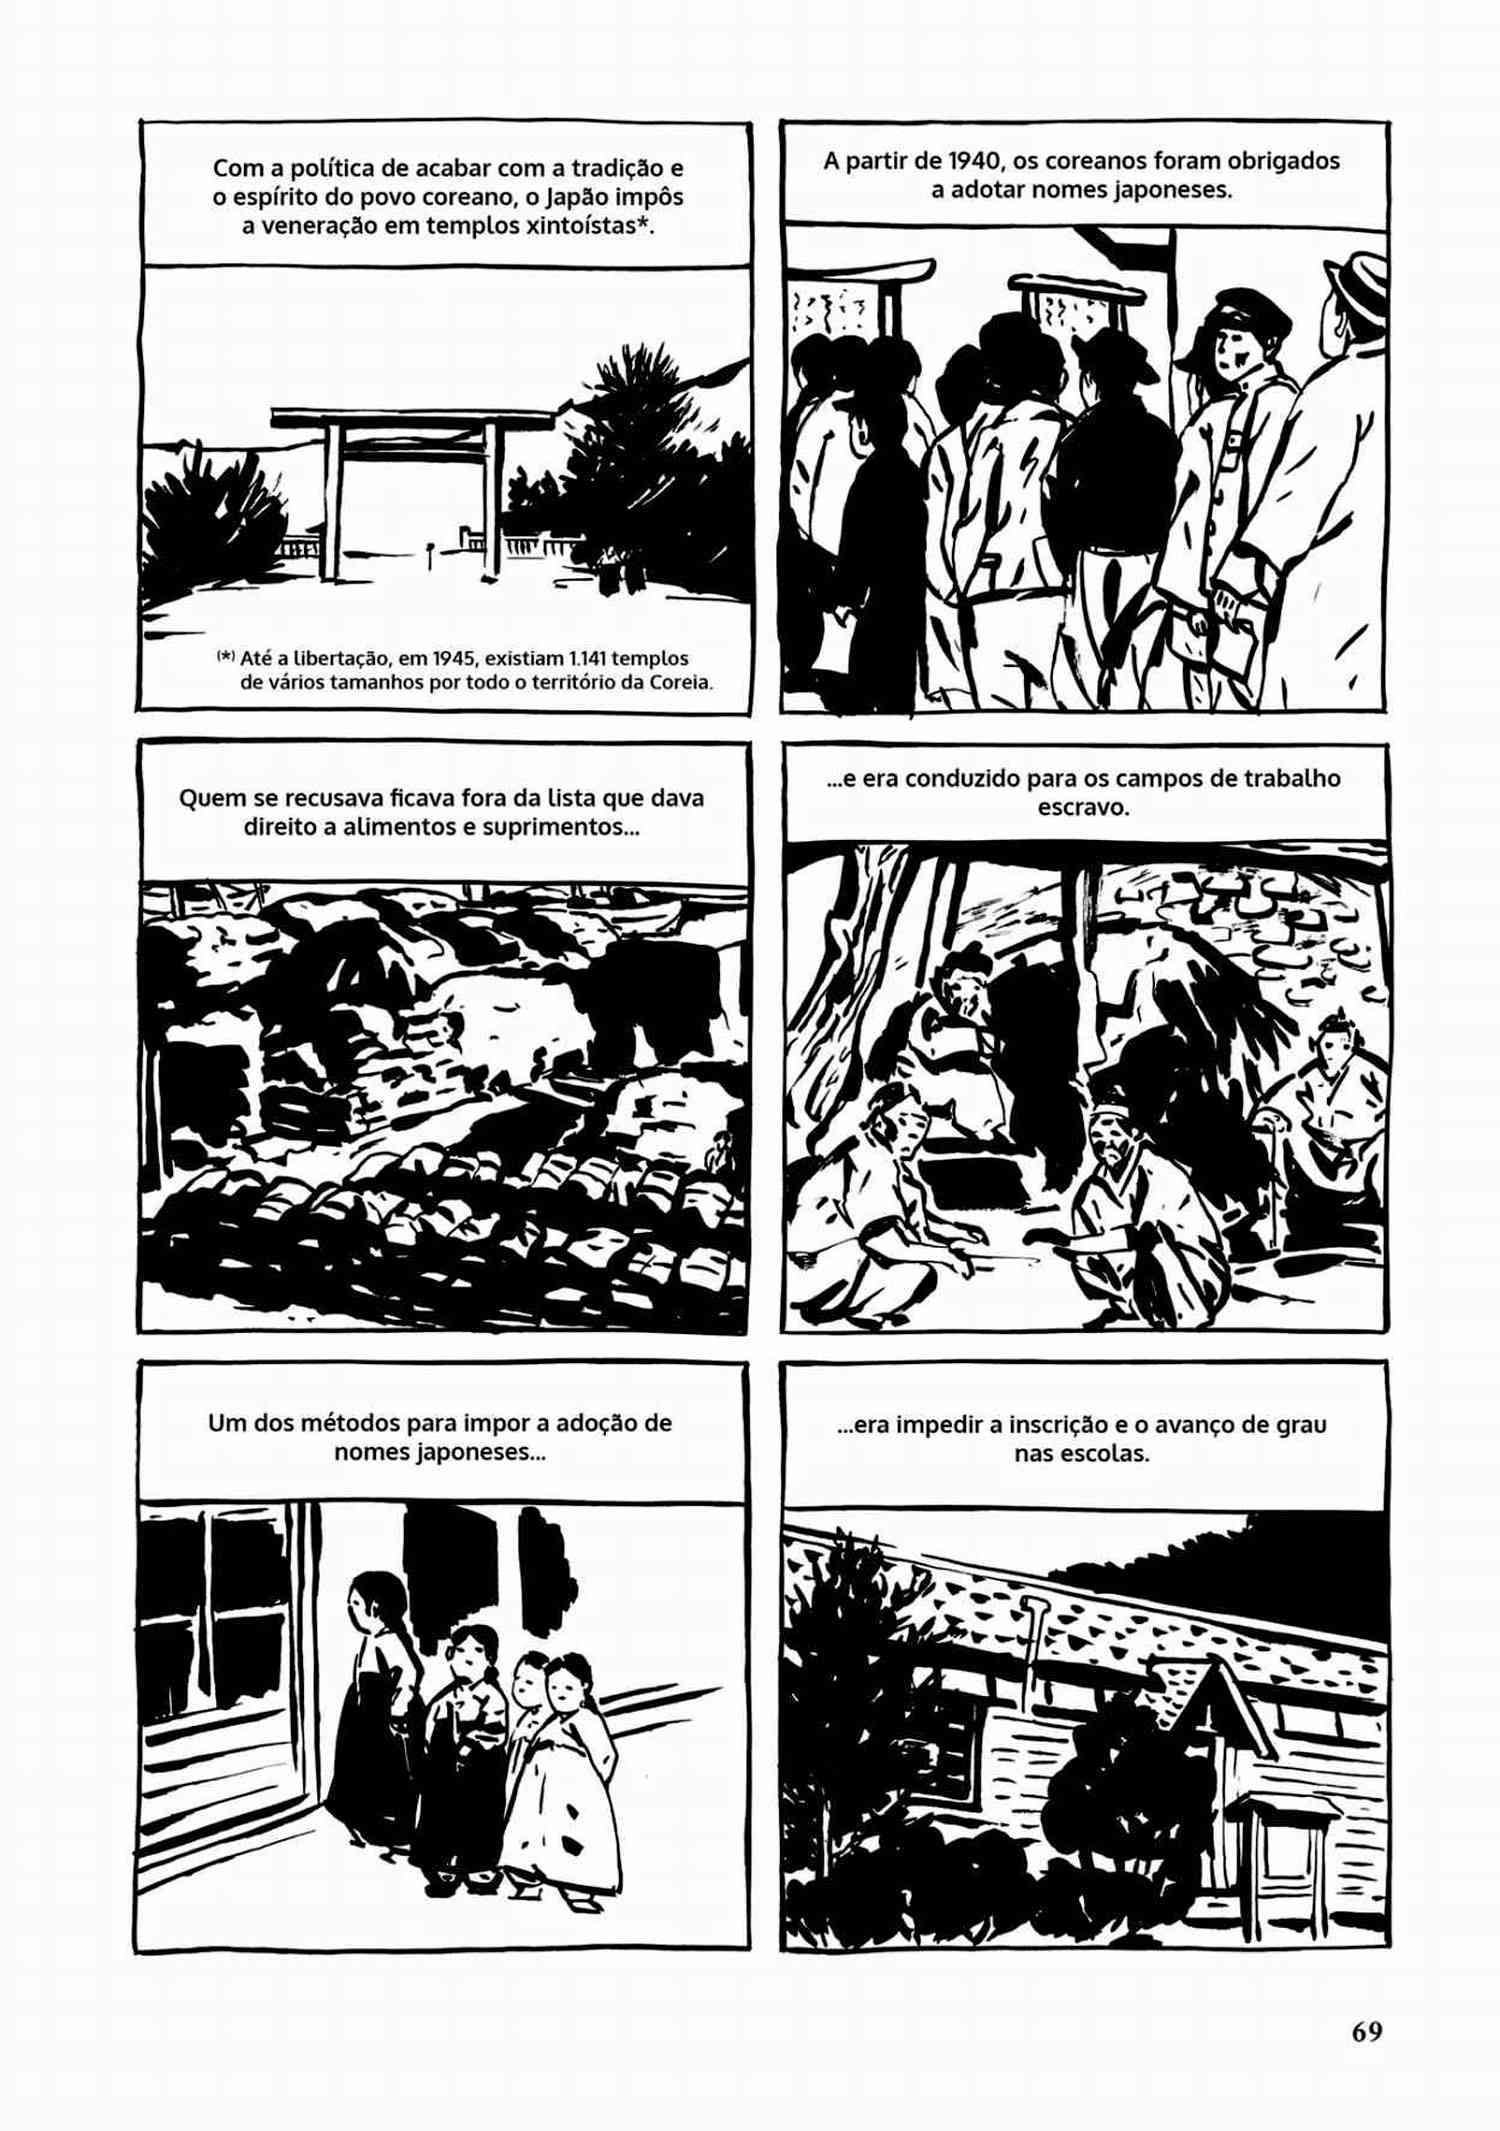 Com a política de acabar com a tradição e
o espírito do povo coreano, o Japão impôs
a veneração em templos xintoístas*.
(*) Até a libertação, em 1945, existiam 1.141 templos
de vários tamanhos por todo o território da Coreia.
A partir de 1940, os coreanos foram obrigados
a adotar nomes japoneses.
Quem se recusava ficava fora da lista que dava
direito a alimentos e suprimentos...
...e era conduzido para os campos de trabalho
escravo.
Um dos métodos para impor a adoção de
nomes japoneses...
...era impedir a inscrição e o avanço de grau
nas escolas.
69